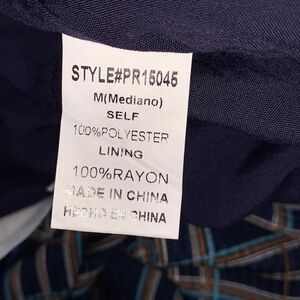 STYLE#PR15045
M(Mediano)
SELF
100%POLYESTER
LINING
100%RAYON
MADE IN CHINA
HECHO EN CHINA